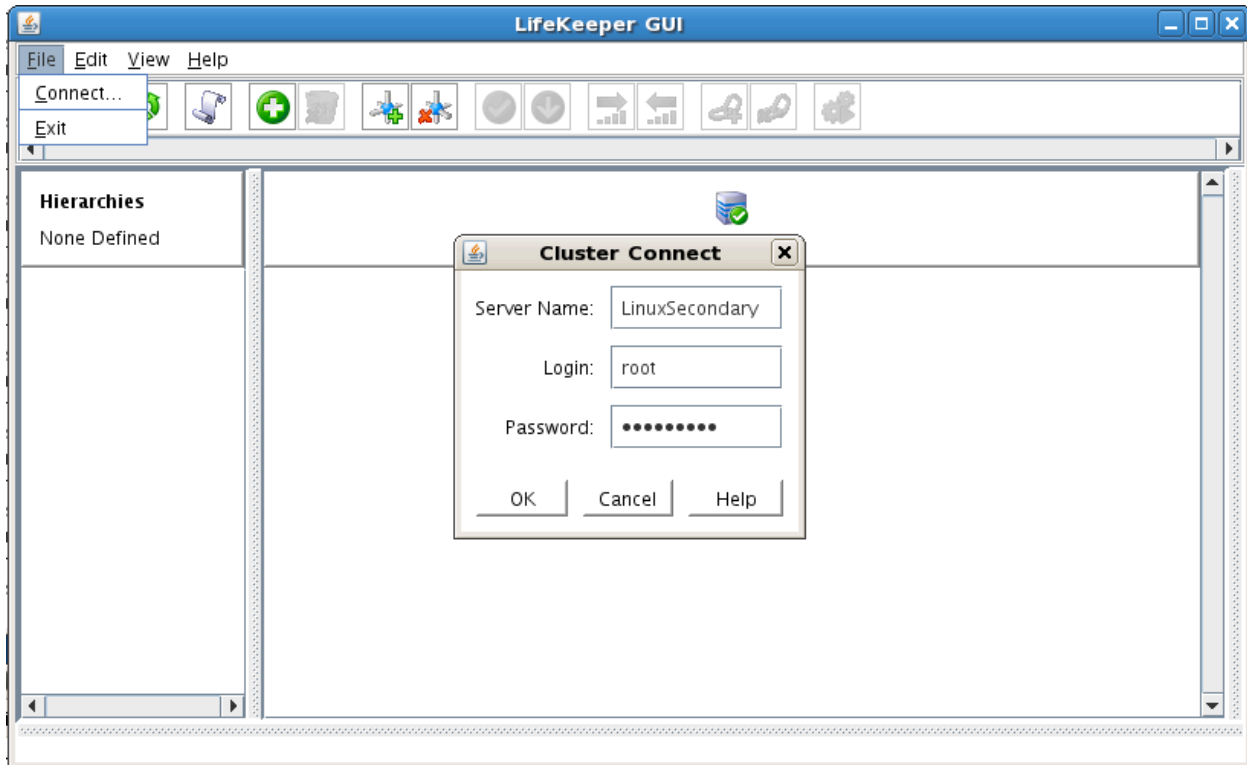 LifeKeeper GUI
File Edit View Help
Connect...
Exit
Hierarchies
None Defined
Cluster Connect
Server Name: LinuxSecondary
Login: root
Password: •••••••••
OK Cancel Help